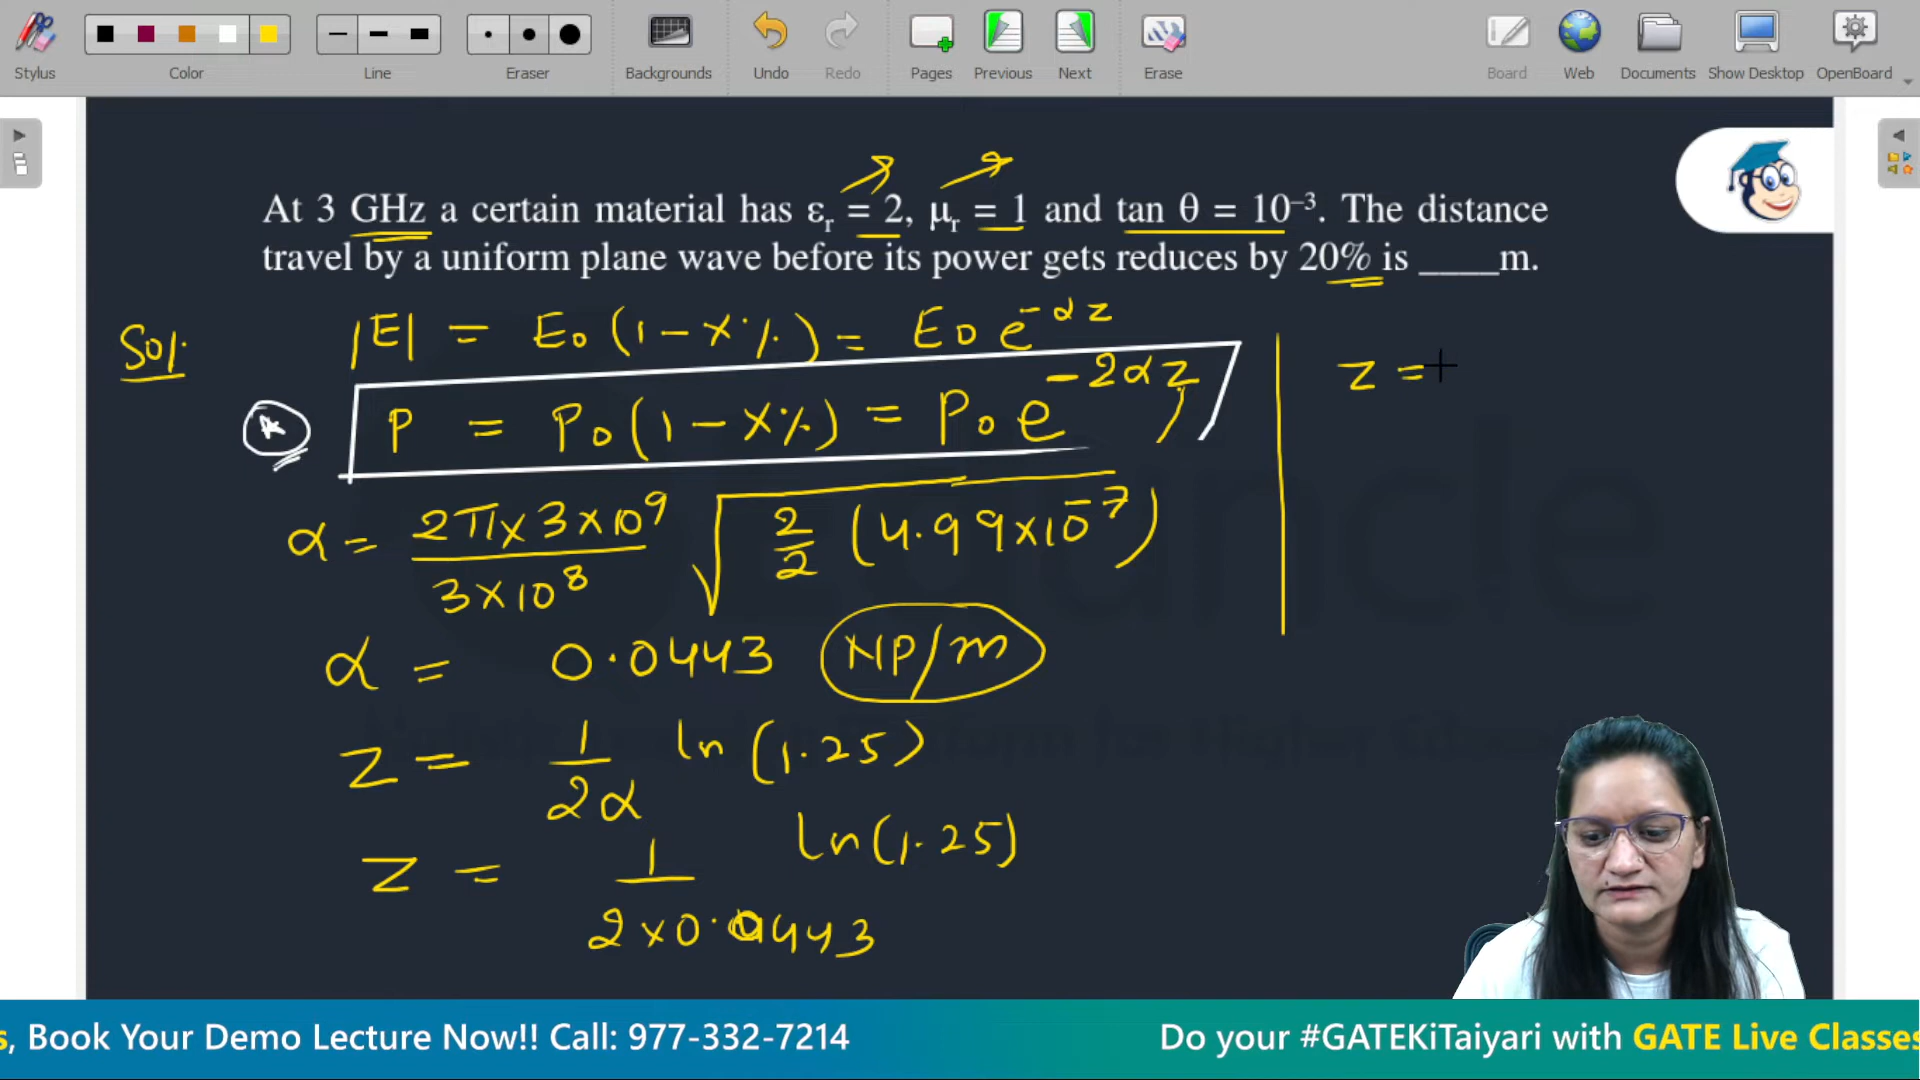 Stylus Color Line Eraser Backgrounds Undo Redo Pages Previous Next Erase Board Web Documents Show Desktop OpenBoard
At 3 GHz a certain material has εr = 2, μr = 1 and tan θ = 10⁻³. The distance
travel by a uniform plane wave before its power gets reduces by 20% is ____m.
Sol.
|E| = E₀ (1 - X%) = E₀ e^{-αz}
P = P₀ (1 - X%) = P₀ e^{-2αz}
z =
α = 2π × 3 × 10⁹ / 3 × 10⁸ √(2/2 (4.99 × 10⁻⁷))
α = 0.0443 NP/m
z = 1/2α ln (1.25)
z = 1/2 × 0.0443 ln (1.25)
s, Book Your Demo Lecture Now!! Call: 977-332-7214
Do your #GATEKiTaiyari with GATE Live Classes